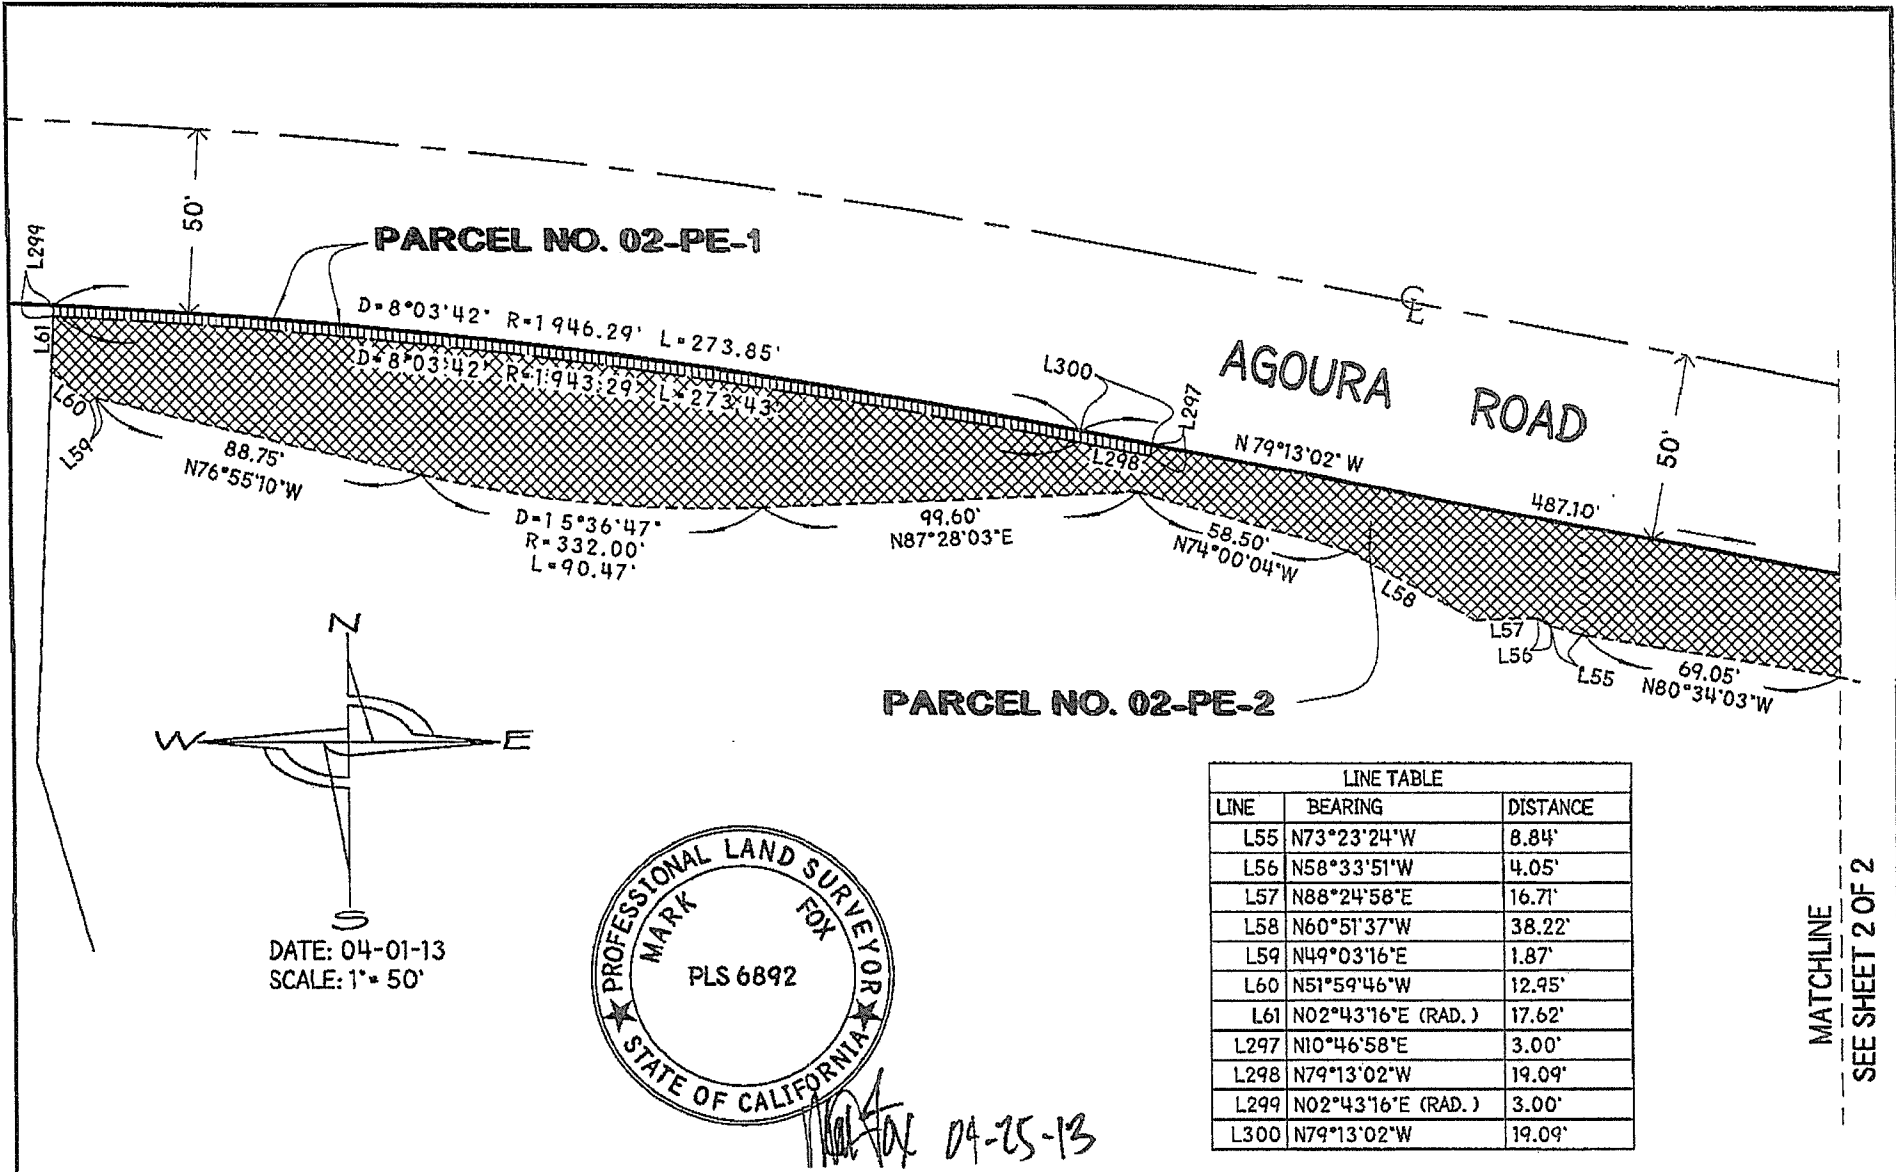 50'
L299
PARCEL NO. 02-PE-1
D=8°03'42" R=1946.29' L=273.85'
D=8°03'42" R=1943.29' L=273.43'
L61
L60
L59
88.75'
N76°55'10"W
D=15°36'47"
R=332.00'
L=90.47'
99.60'
N87°28'03"E
L300
L297
L298
CL
AGOURA ROAD
N 79°13'02" W
487.10'
50'
58.50'
N74°00'04"W
L58
L57
L56
L55
69.05'
N80°34'03"W
PARCEL NO. 02-PE-2
N
W
E
S
DATE: 04-01-13
SCALE: 1"= 50'
PROFESSIONAL LAND SURVEYOR
MARK FOX
PLS 6892
STATE OF CALIFORNIA
Mark Fox 04-25-13
LINE TABLE
LINE BEARING DISTANCE
L55 N73°23'24"W 8.84'
L56 N58°33'51"W 4.05'
L57 N88°24'58"E 16.71'
L58 N60°51'37"W 38.22'
L59 N49°03'16"E 1.87'
L60 N51°59'46"W 12.95'
L61 N02°43'16"E (RAD.) 17.62'
L297 N10°46'58"E 3.00'
L298 N79°13'02"W 19.09'
L299 N02°43'16"E (RAD.) 3.00'
L300 N79°13'02"W 19.09'
MATCHLINE
SEE SHEET 2 OF 2